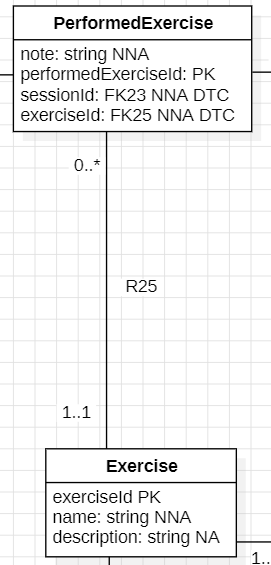 PerformedExercise
note: string NNA
performedExerciseId: PK
sessionId: FK23 NNA DTC
exerciseId: FK25 NNA DTC
0..*
R25
1..1
Exercise
exerciseId PK
name: string NNA
description: string NA
1..